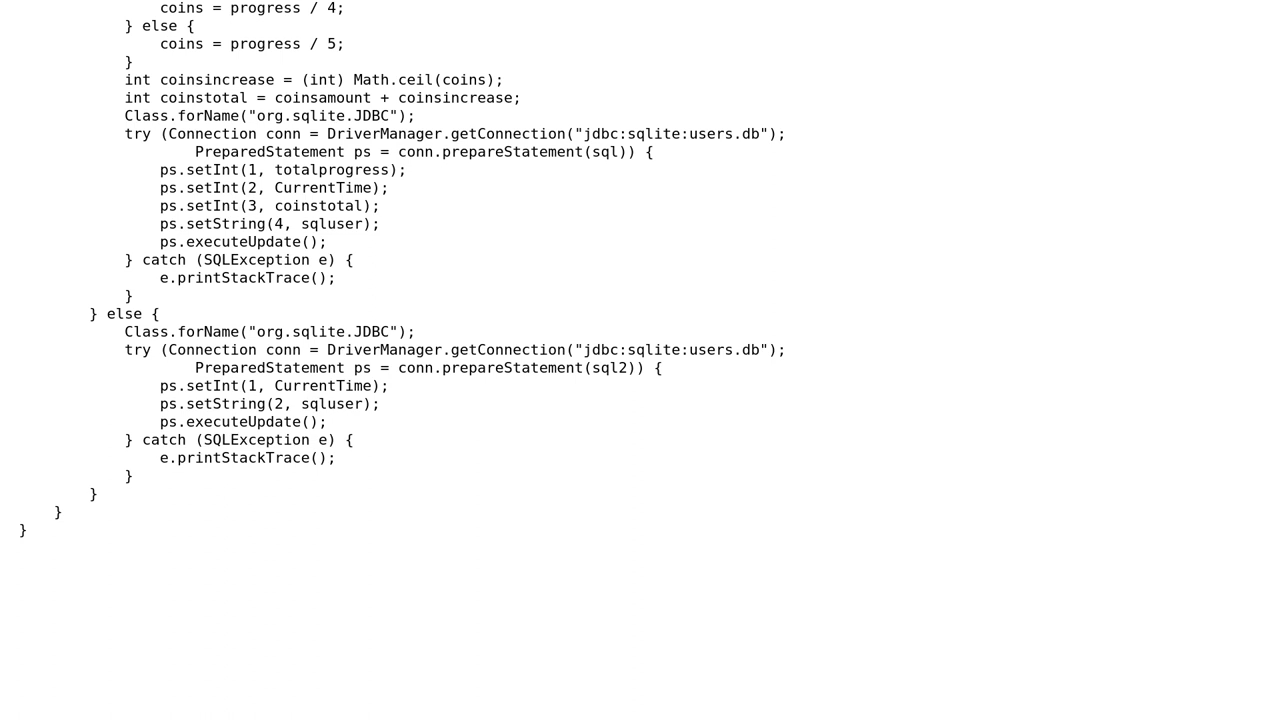 coins = progress / 4;
            } else {
                coins = progress / 5;
            }
            int coinsincrease = (int) Math.ceil(coins);
            int coinstotal = coinsamount + coinsincrease;
            Class.forName("org.sqlite.JDBC");
            try (Connection conn = DriverManager.getConnection("jdbc:sqlite:users.db");
                    PreparedStatement ps = conn.prepareStatement(sql)) {
                ps.setInt(1, totalprogress);
                ps.setInt(2, CurrentTime);
                ps.setInt(3, coinstotal);
                ps.setString(4, sqluser);
                ps.executeUpdate();
            } catch (SQLException e) {
                e.printStackTrace();
            }
        } else {
            Class.forName("org.sqlite.JDBC");
            try (Connection conn = DriverManager.getConnection("jdbc:sqlite:users.db");
                    PreparedStatement ps = conn.prepareStatement(sql2)) {
                ps.setInt(1, CurrentTime);
                ps.setString(2, sqluser);
                ps.executeUpdate();
            } catch (SQLException e) {
                e.printStackTrace();
            }
        }
    }
}